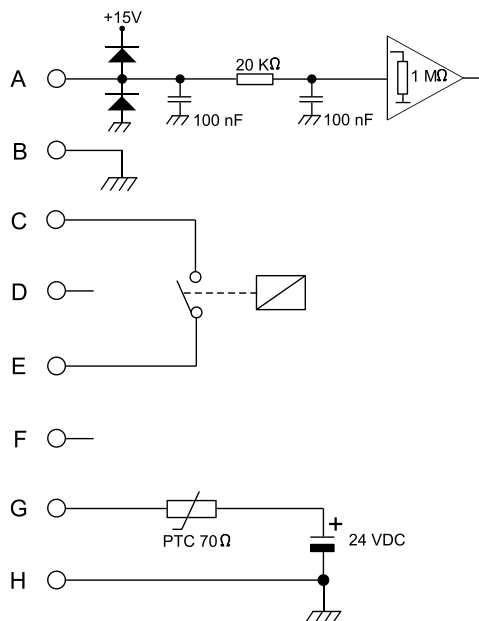 +15V
A
20 KΩ
1 MΩ
100 nF
100 nF
B
C
D
E
F
G
PTC 70Ω
+
24 VDC
H